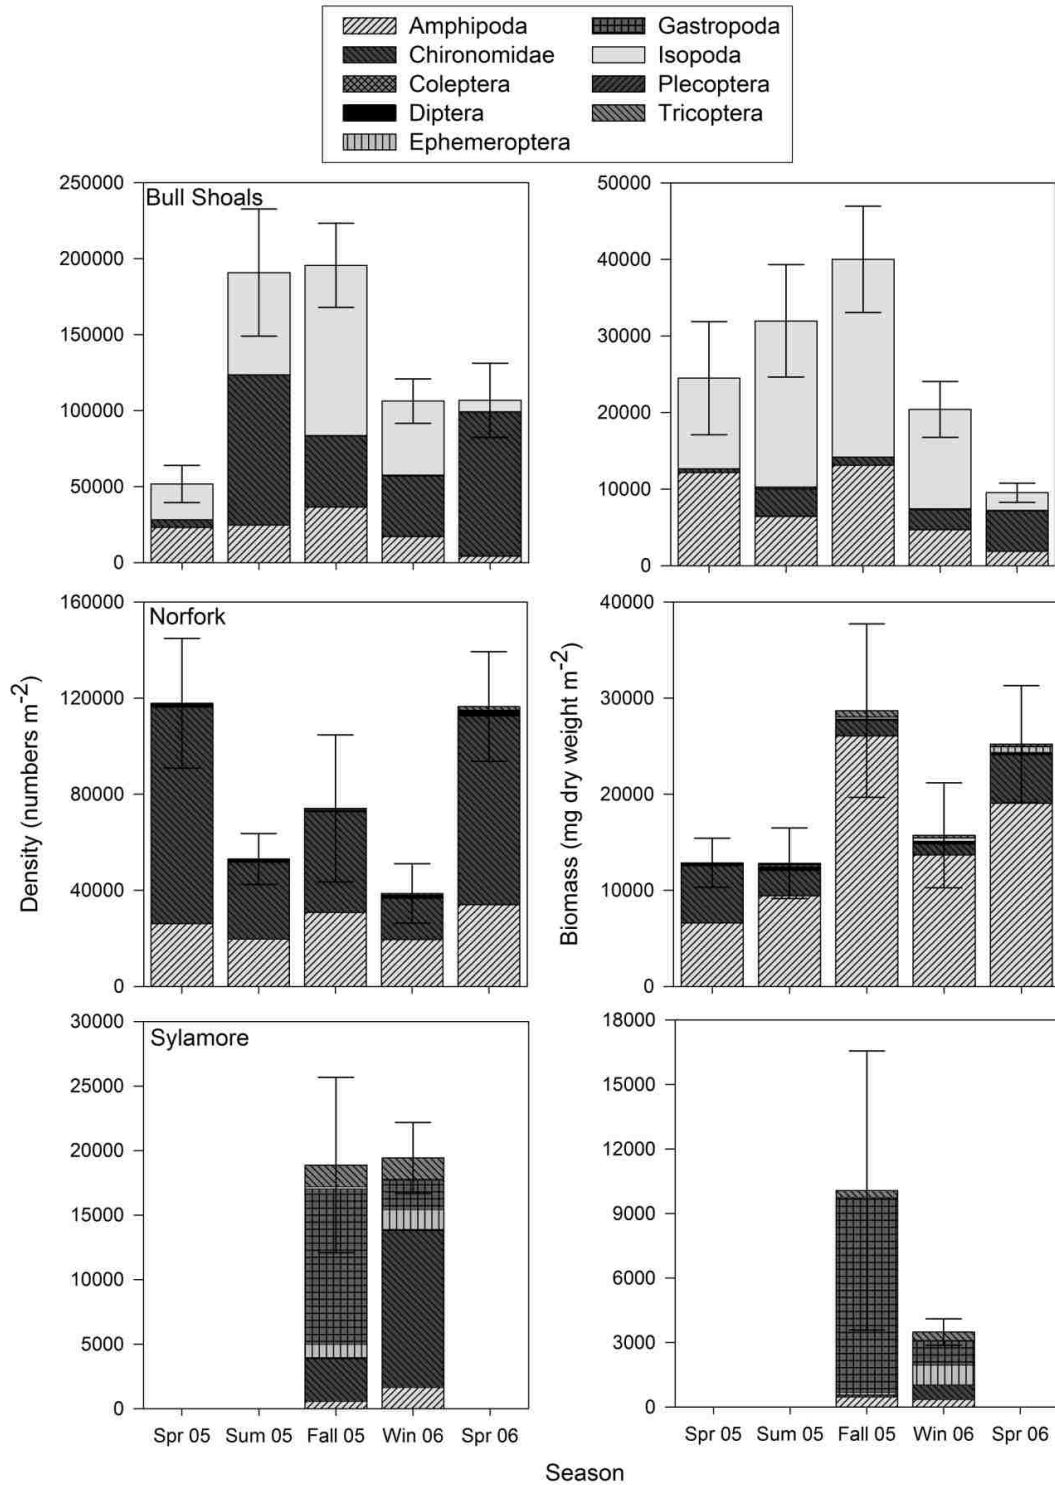 Amphipoda
Chironomidae
Coleptera
Diptera
Ephemeroptera
Gastropoda
Isopoda
Plecoptera
Tricoptera
Bull Shoals
250000
200000
150000
100000
50000
0
50000
40000
30000
20000
10000
0
Norfork
Density (numbers m-2)
160000
120000
80000
40000
0
Biomass (mg dry weight m-2)
40000
30000
20000
10000
0
Sylamore
30000
25000
20000
15000
10000
5000
0
18000
15000
12000
9000
6000
3000
0
Spr 05 Sum 05 Fall 05 Win 06 Spr 06
Spr 05 Sum 05 Fall 05 Win 06 Spr 06
Season